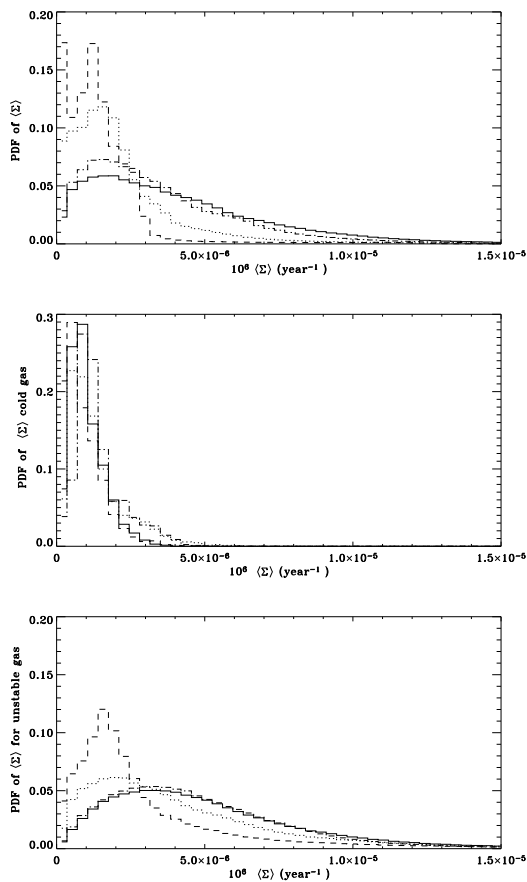 0.20
0.15
0.10
0.05
0.00
PDF of ⟨Σ⟩
0 5.0×10⁻⁶ 1.0×10⁻⁵ 1.5×10⁻⁵
10⁶ ⟨Σ⟩ (year⁻¹ )
0.3
0.2
0.1
0.0
PDF of ⟨Σ⟩ cold gas
0 5.0×10⁻⁶ 1.0×10⁻⁵ 1.5×10⁻⁵
10⁶ ⟨Σ⟩ (year⁻¹ )
0.20
0.15
0.10
0.05
0.00
PDF of ⟨Σ⟩ for unstable gas
0 5.0×10⁻⁶ 1.0×10⁻⁵ 1.5×10⁻⁵
10⁶ ⟨Σ⟩ (year⁻¹ )